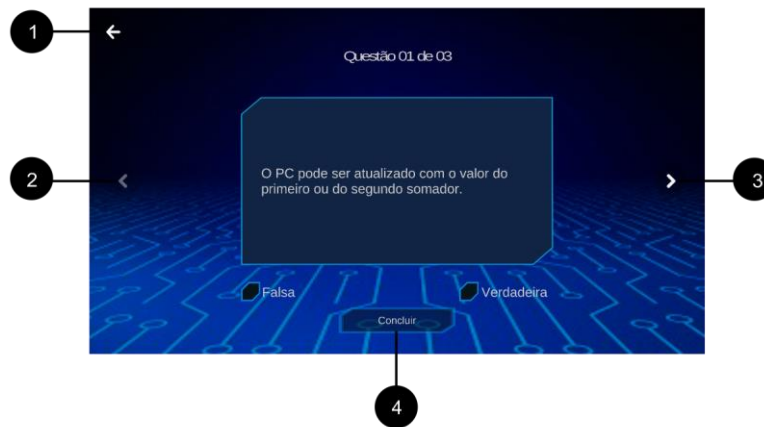 1
Questão 01 de 03
2
3
O PC pode ser atualizado com o valor do
primeiro ou do segundo somador.
Falsa
Verdadeira
Concluir
4